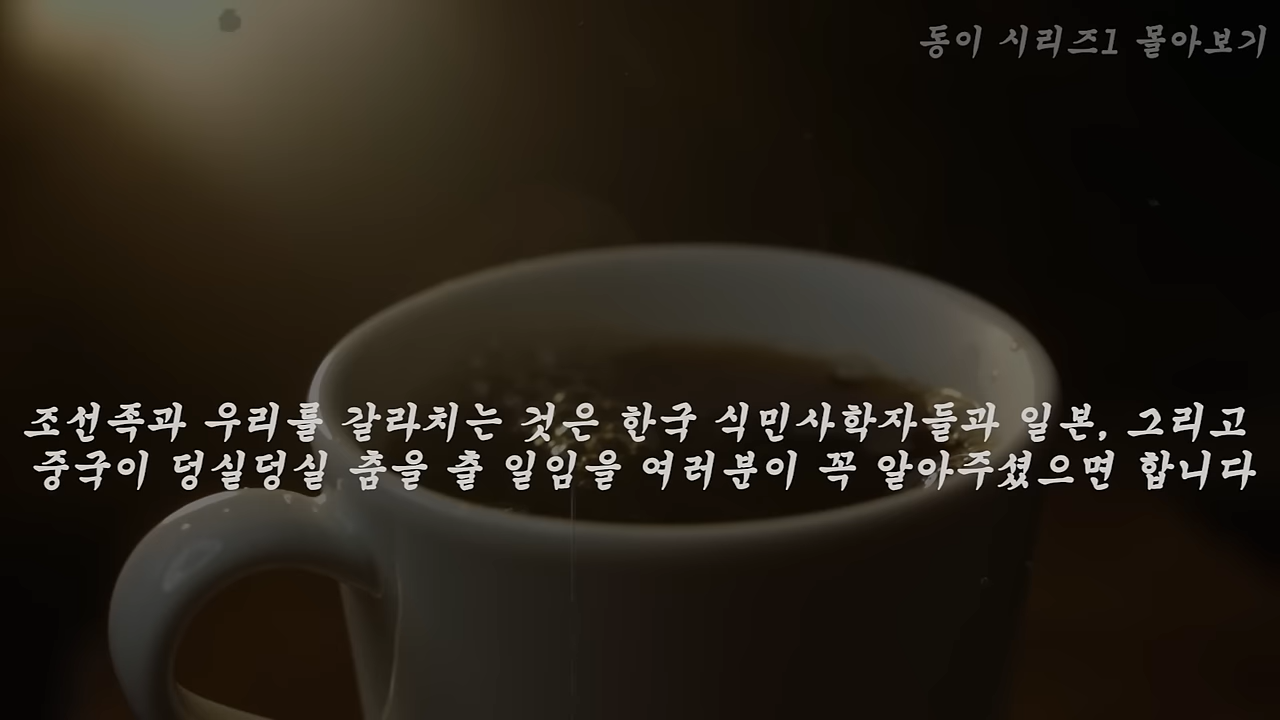 동이 시리즈1 몰아보기
조선족과 우리를 갈라치는 것은 한국 식민사학자들과 일본, 그리고
중국이 덩실덩실 춤을 출 일임을 여러분이 꼭 알아주셨으면 합니다